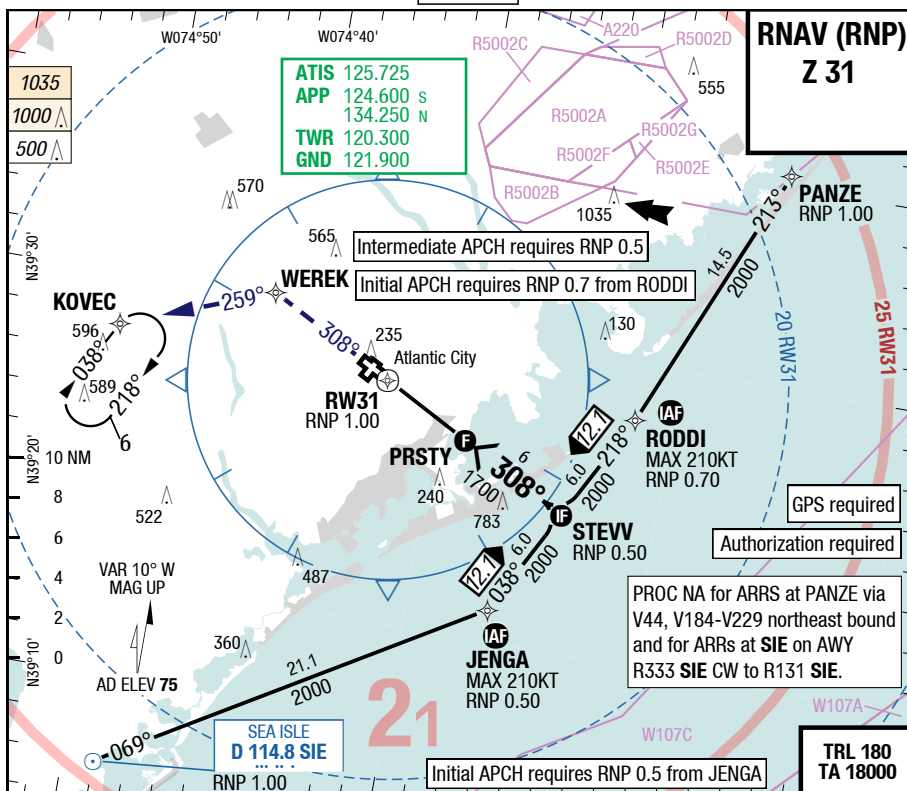 W074°50'
W074°40'
RNAV (RNP)
Z 31
1035
1000
500
ATIS 125.725
APP 124.600 S
134.250 N
TWR 120.300
GND 121.900
R5002C
A220
R5002D
555
R5002A
R5002G
R5002F
R5002E
R5002B
1035
570
565
213°
PANZE
RNP 1.00
N39°30'
Intermediate APCH requires RNP 0.5
Initial APCH requires RNP 0.7 from RODDI
14.5
2000
KOVEC
259°
WEREK
308°
20 RW31
25 RW31
596
038°
589
218°
6
235
Atlantic City
130
RW31
RNP 1.00
12.1
218°
IAF
RODDI
MAX 210KT
RNP 0.70
N39°20'
10 NM
8
6
4
2
0
PRSTY
F
6
308°
1700
6.0
2000
240
783
522
IF
STEVV
RNP 0.50
GPS required
Authorization required
487
12.1
6.0
038°
2000
VAR 10° W
MAG UP
AD ELEV 75
360
N39°10'
IAF
JENGA
MAX 210KT
RNP 0.50
PROC NA for ARRS at PANZE via
V44, V184-V229 northeast bound
and for ARRs at SIE on AWY
R333 SIE CW to R131 SIE.
21.1
2000
069°
21
SEA ISLE
D 114.8 SIE
RNP 1.00
W107C
W107A
Initial APCH requires RNP 0.5 from JENGA
TRL 180
TA 18000